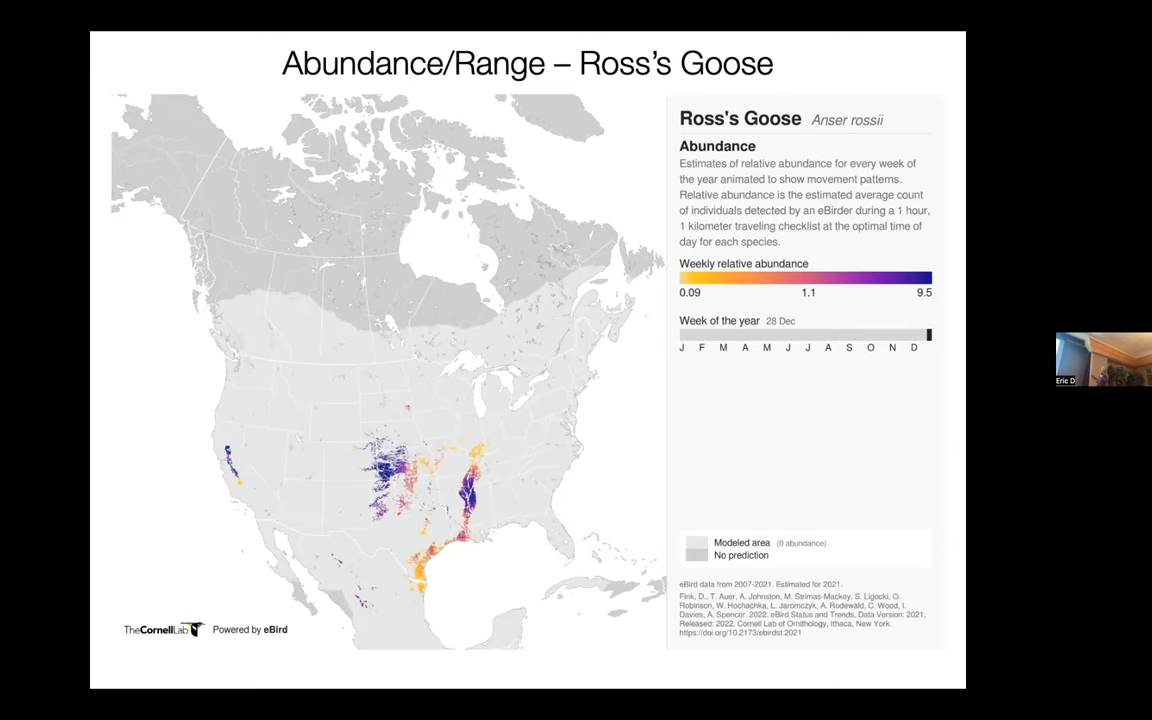 Abundance/Range – Ross's Goose
Ross's Goose Anser rossii
Abundance
Estimates of relative abundance for every week of
the year animated to show movement patterns.
Relative abundance is the estimated average count
of individuals detected by an eBirder during a 1 hour,
1 kilometer traveling checklist at the optimal time of
day for each species.
Weekly relative abundance
0.09 1.1 9.5
Week of the year 28 Dec
J F M A M J J A S O N D
Modeled area (0 abundance)
No prediction
eBird data from 2007-2021. Estimated for 2021.
Fink, D., T. Auer, A. Johnston, M. Strimas-Mackey, S. Ligocki, O.
Robinson, W. Hochachka, L. Jaromczyk, A. Rodewald, C. Wood, I.
Davies, A. Spencer. 2022. eBird Status and Trends, Data Version: 2021;
Released: 2022. Cornell Lab of Ornithology, Ithaca, New York.
https://doi.org/10.2173/ebirdst.2021
TheCornellLab Powered by eBird
Eric D